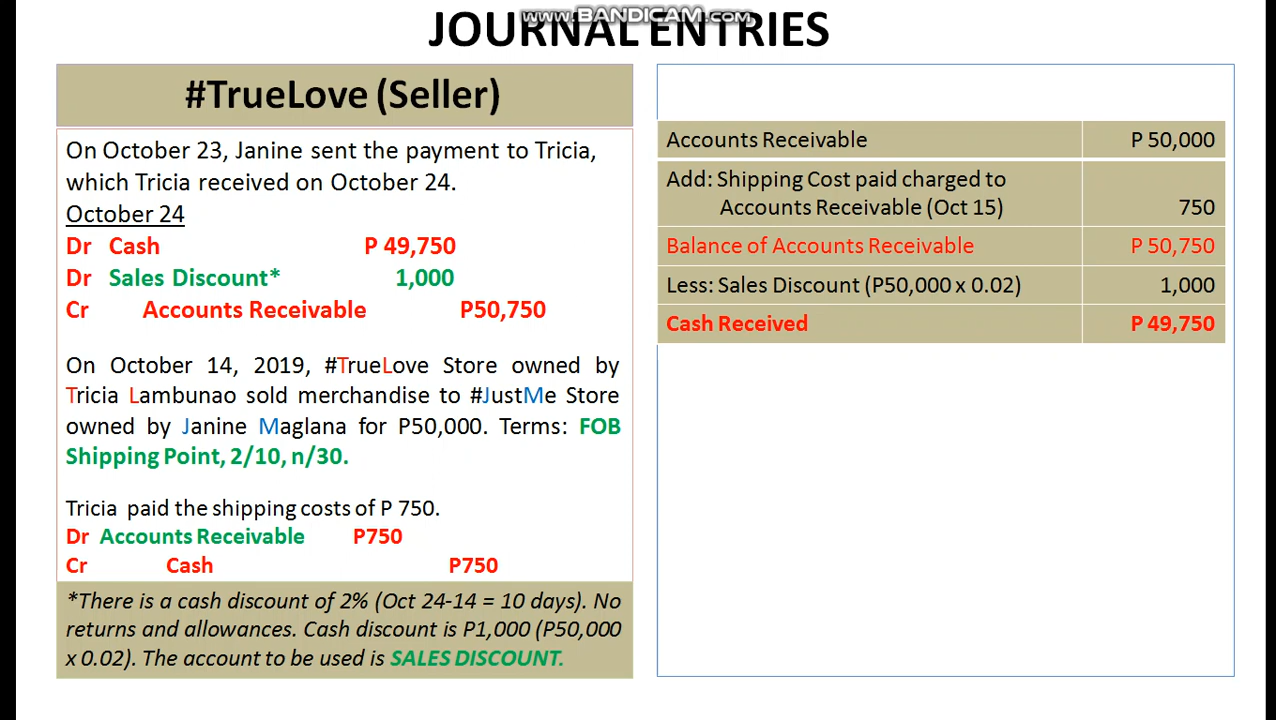 www.BANDICAM.com
JOURNAL ENTRIES
#TrueLove (Seller)
On October 23, Janine sent the payment to Tricia,
which Tricia received on October 24.
October 24
Dr Cash P 49,750
Dr Sales Discount* 1,000
Cr Accounts Receivable P50,750
On October 14, 2019, #TrueLove Store owned by
Tricia Lambunao sold merchandise to #JustMe Store
owned by Janine Maglana for P50,000. Terms: FOB
Shipping Point, 2/10, n/30.
Tricia paid the shipping costs of P 750.
Dr Accounts Receivable P750
Cr Cash P750
*There is a cash discount of 2% (Oct 24-14 = 10 days). No
returns and allowances. Cash discount is P1,000 (P50,000
x 0.02). The account to be used is SALES DISCOUNT.
Accounts Receivable P 50,000
Add: Shipping Cost paid charged to
Accounts Receivable (Oct 15) 750
Balance of Accounts Receivable P 50,750
Less: Sales Discount (P50,000 x 0.02) 1,000
Cash Received P 49,750